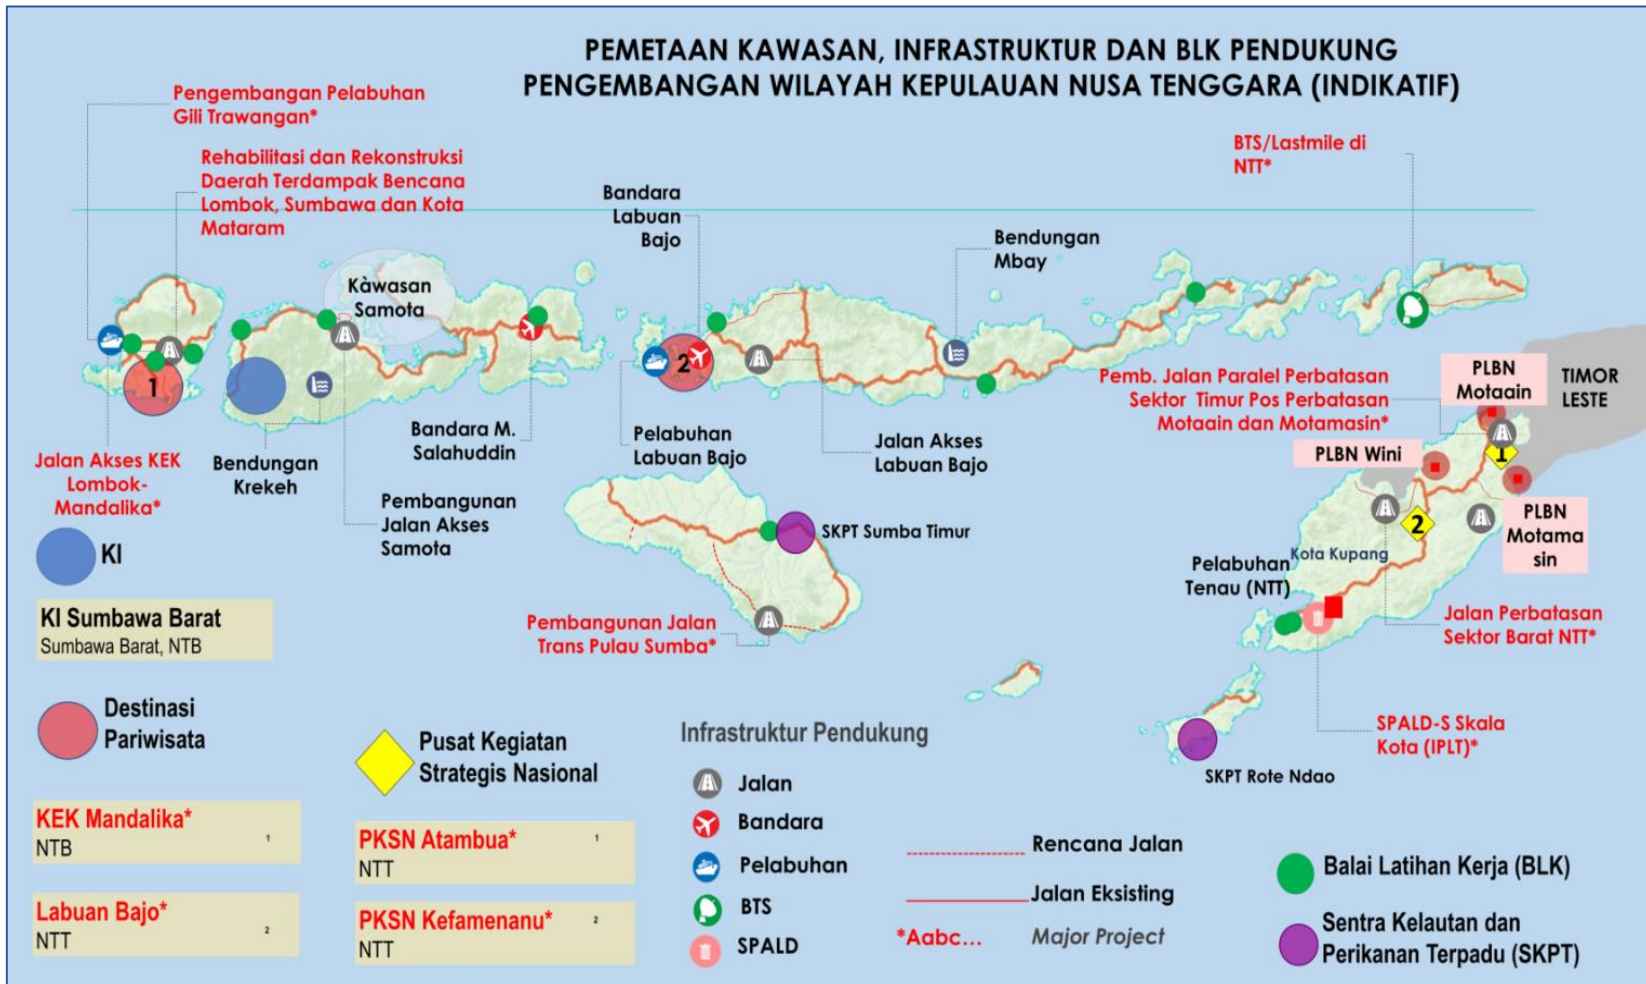 PEMETAAN KAWASAN, INFRASTRUKTUR DAN BLK PENDUKUNG
PENGEMBANGAN WILAYAH KEPULAUAN NUSA TENGGARA (INDIKATIF)
Pengembangan Pelabuhan
Gili Trawangan*
Rehabilitasi dan Rekonstruksi
Daerah Terdampak Bencana
Lombok, Sumbawa dan Kota
Mataram
BTS/Lastmile di
NTT*
Bandara
Labuan
Bajo
Bendungan
Mbay
Kàwasan
Samota
1
2
Pemb. Jalan Paralel Perbatasan
Sektor Timur Pos Perbatasan
Motaain dan Motamasin*
PLBN
Motaain
TIMOR
LESTE
PLBN Wini
1
2
PLBN
Motama
sin
Jalan Akses KEK
Lombok-
Mandalika*
Bendungan
Krekeh
Bandara M.
Salahuddin
Pelabuhan
Labuan Bajo
Jalan Akses
Labuan Bajo
Pembangunan
Jalan Akses
Samota
SKPT Sumba Timur
Kota Kupang
Pelabuhan
Tenau (NTT)
Pembangunan Jalan
Trans Pulau Sumba*
Jalan Perbatasan
Sektor Barat NTT*
SPALD-S Skala
Kota (IPLT)*
SKPT Rote Ndao
KI
KI Sumbawa Barat
Sumbawa Barat, NTB
Destinasi
Pariwisata
KEK Mandalika*
NTB
1
Labuan Bajo*
NTT
2
Pusat Kegiatan
Strategis Nasional
PKSN Atambua*
NTT
1
PKSN Kefamenanu*
NTT
2
Infrastruktur Pendukung
Jalan
Bandara
Pelabuhan
BTS
SPALD
Rencana Jalan
Jalan Eksisting
*Aabc... Major Project
Balai Latihan Kerja (BLK)
Sentra Kelautan dan
Perikanan Terpadu (SKPT)